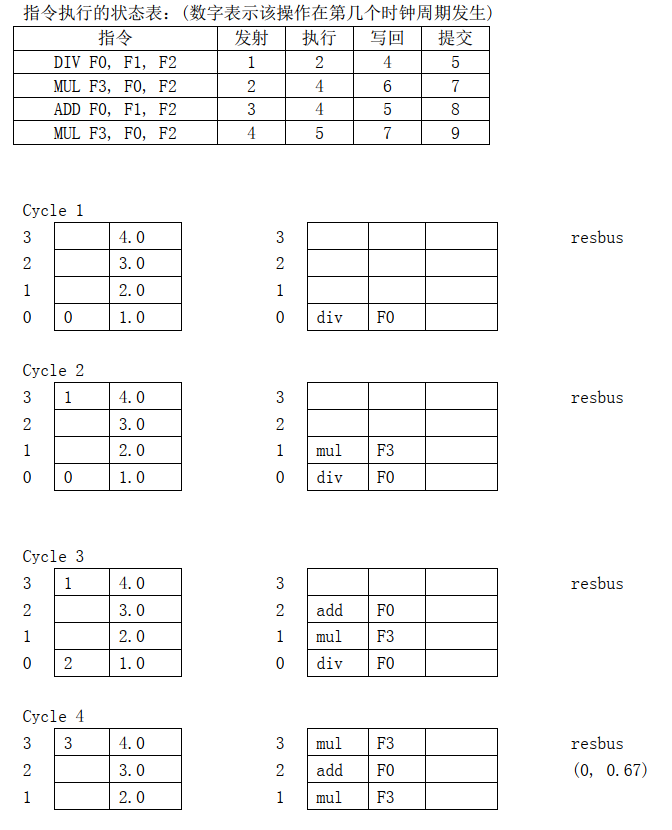 指令执行的状态表：(数字表示该操作在第几个时钟周期发生)
指令 发射 执行 写回 提交
DIV F0, F1, F2 1 2 4 5
MUL F3, F0, F2 2 4 6 7
ADD F0, F1, F2 3 4 5 8
MUL F3, F0, F2 4 5 7 9
Cycle 1
3 4.0 3 resbus
2 3.0 2
1 2.0 1
0 0 1.0 0 div F0
Cycle 2
3 1 4.0 3 resbus
2 3.0 2
1 2.0 1 mul F3
0 0 1.0 0 div F0
Cycle 3
3 1 4.0 3 resbus
2 3.0 2 add F0
1 2.0 1 mul F3
0 2 1.0 0 div F0
Cycle 4
3 3 4.0 3 mul F3 resbus
2 3.0 2 add F0 (0, 0.67)
1 2.0 1 mul F3